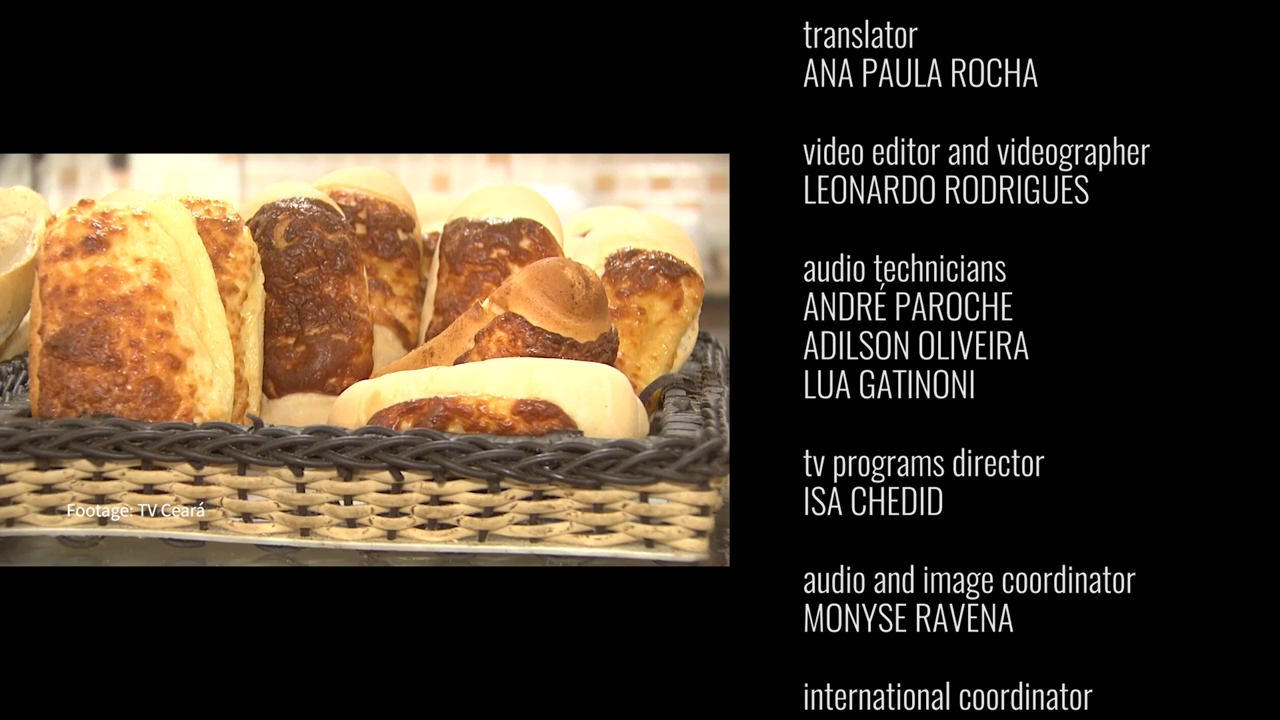 translator
ANA PAULA ROCHA
video editor and videographer
LEONARDO RODRIGUES
audio technicians
ANDRÉ PAROCHE
ADILSON OLIVEIRA
LUA GATINONI
tv programs director
ISA CHEDID
audio and image coordinator
MONYSE RAVENA
international coordinator
Footage: TV Ceará